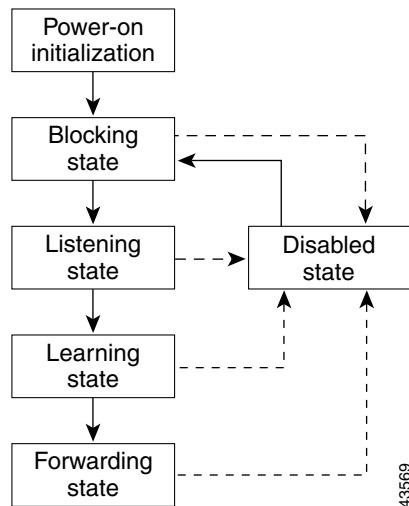 Power-on
initialization
Blocking
state
Listening
state
Disabled
state
Learning
state
Forwarding
state
43569